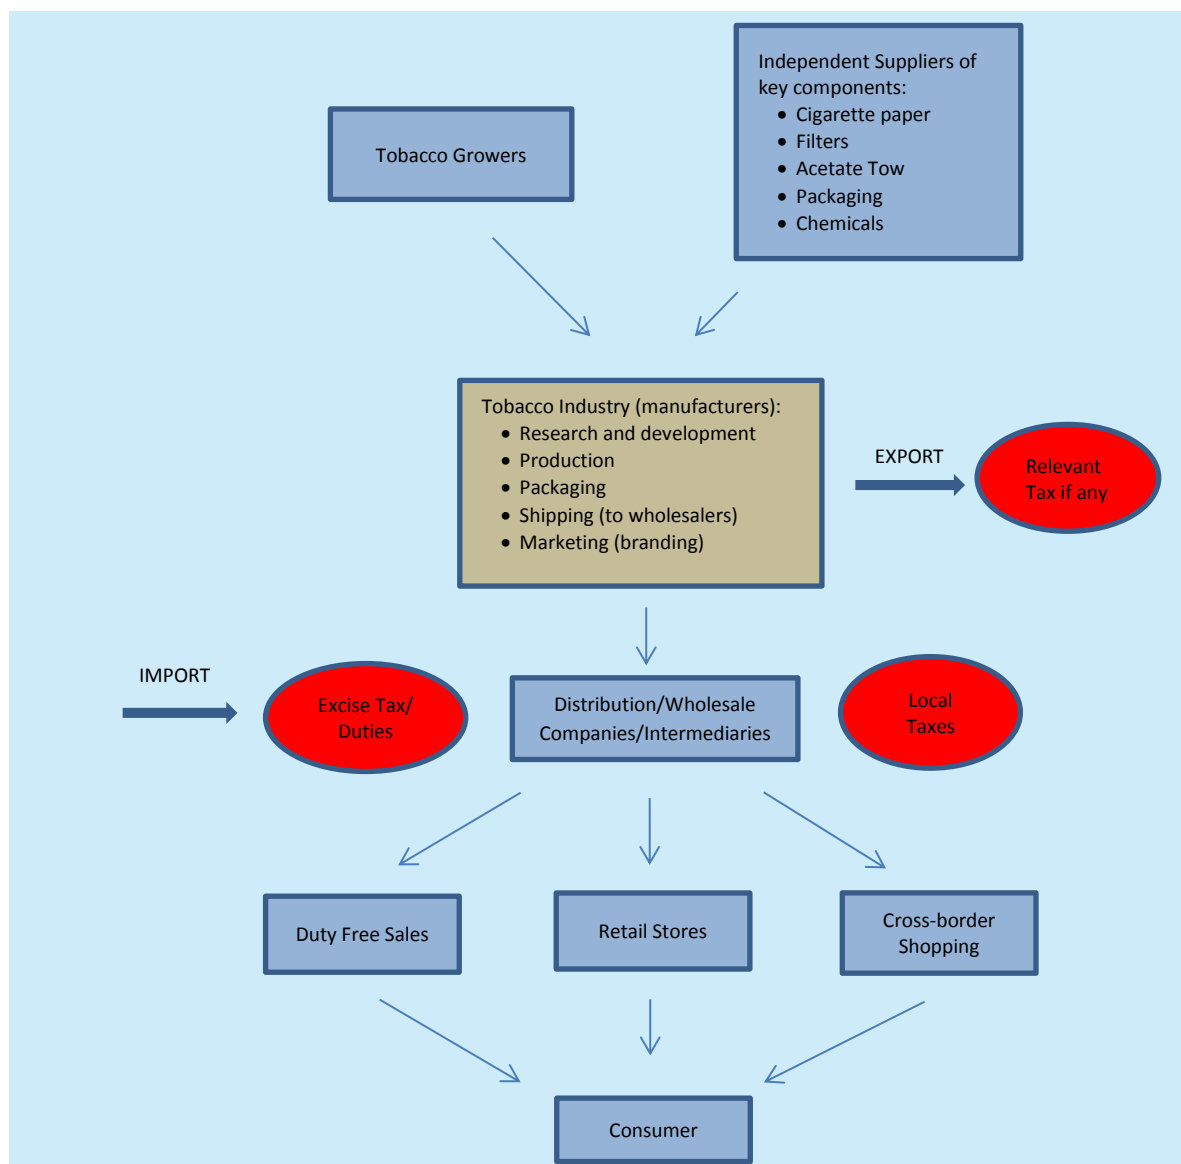 Independent Suppliers of
key components:
• Cigarette paper
• Filters
• Acetate Tow
• Packaging
• Chemicals
Tobacco Growers
Tobacco Industry (manufacturers):
• Research and development
• Production
• Packaging
• Shipping (to wholesalers)
• Marketing (branding)
EXPORT
Relevant
Tax if any
IMPORT
Excise Tax/
Duties
Distribution/Wholesale
Companies/Intermediaries
Local
Taxes
Duty Free Sales
Retail Stores
Cross-border
Shopping
Consumer